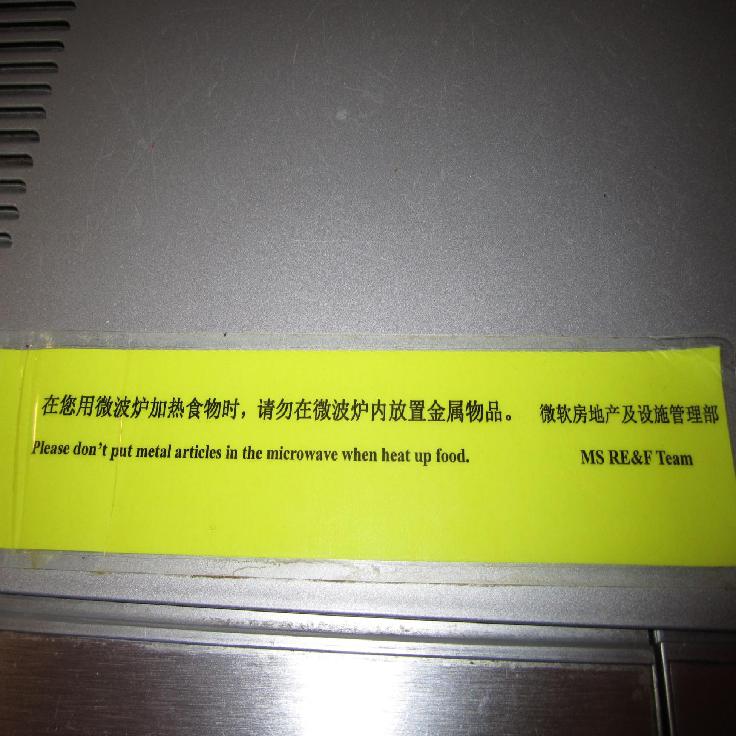 在您用微波炉加热食物时，请勿在微波炉内放置金属物品。 微软房地产及设施管理部
Please don't put metal articles in the microwave when heat up food. MS RE&F Team